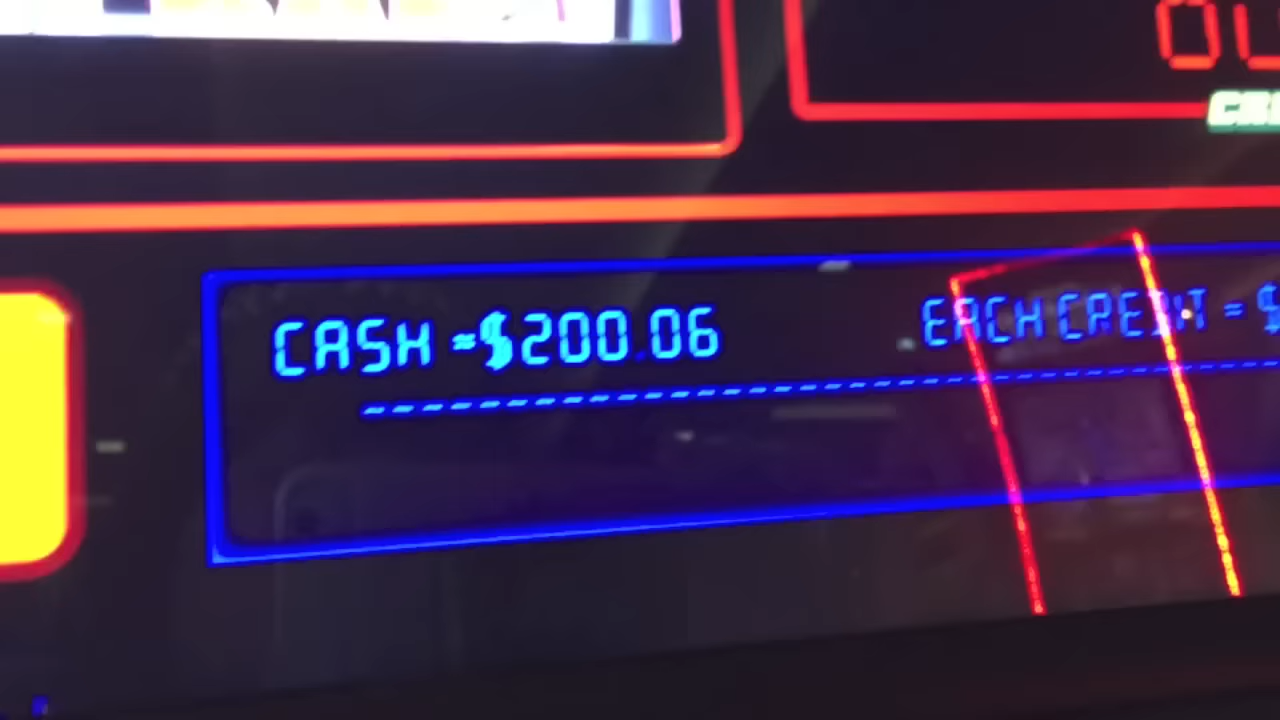 CASH =$200.06
EACH CREDIT = $